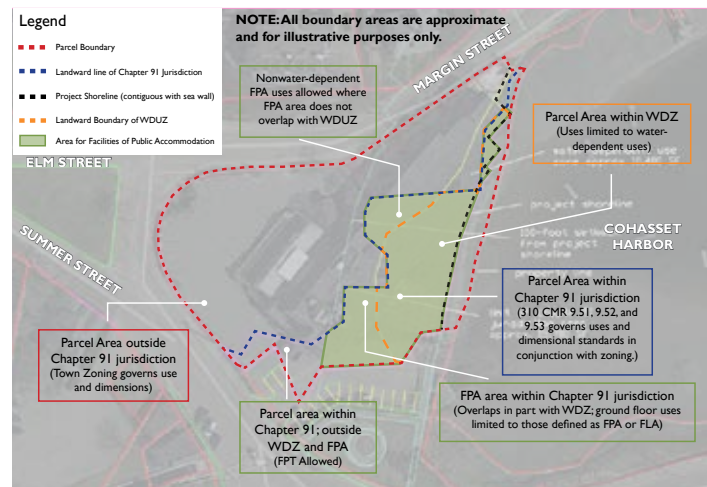 Legend
Parcel Boundary
Landward line of Chapter 91 Jurisdiction
Project Shoreline (contiguous with sea wall)
Landward Boundary
of WDUZ
Area for Facilities of Public Accommodation
NOTE: All boundary areas are approximate
and for illustrative purposes only.
MARGIN STREET
Nonwater-dependent
FPA uses allowed where
FPA area does not
overlap with WDUZ
Parcel Area within WDZ
(Uses limited to water-
dependent uses)
ELM STREET
project shoreline
COHASSET
HARBOR
100-foot
from project
shoreline
SUMMER STREET
property line
Parcel Area within
Chapter 91 jurisdiction
(310 CMR 9.51, 9.52, and
9.53 governs uses and
dimensional standards in
conjunction with zoning.)
Parcel Area outside
Chapter 91 jurisdiction
(Town Zoning governs use
and dimensions)
FPA area within Chapter 91 jurisdiction
(Overlaps in part with WDZ; ground floor uses
limited to those defined as FPA or FLA)
Parcel area within
Chapter 91; outside
WDZ and FPA
(FPT Allowed)